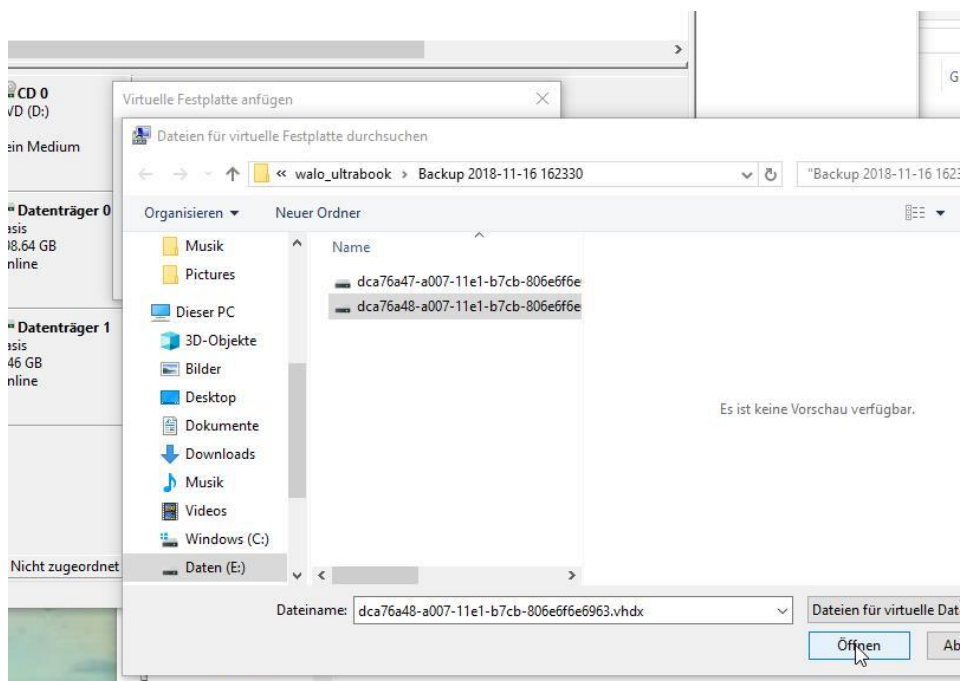 CD 0
VD (D:)
ein Medium
Datenträger 0
asis
98.64 GB
nline
Datenträger 1
asis
46 GB
nline
Nicht zugeordnet
G
Virtuelle Festplatte anfügen
Dateien für virtuelle Festplatte durchsuchen
« walo_ultrabook › Backup 2018-11-16 162330
"Backup 2018-11-16 1623
Organisieren
Neuer Ordner
Musik
Pictures
Dieser PC
3D-Objekte
Bilder
Desktop
Dokumente
Downloads
Musik
Videos
Windows (C:)
Daten (E:)
Name
dca76a47-a007-11e1-b7cb-806e6f6e
dca76a48-a007-11e1-b7cb-806e6f6e
Es ist keine Vorschau verfügbar.
Dateiname: dca76a48-a007-11e1-b7cb-806e6f6e6963.vhdx
Dateien für virtuelle Dat
Öffnen
Ab